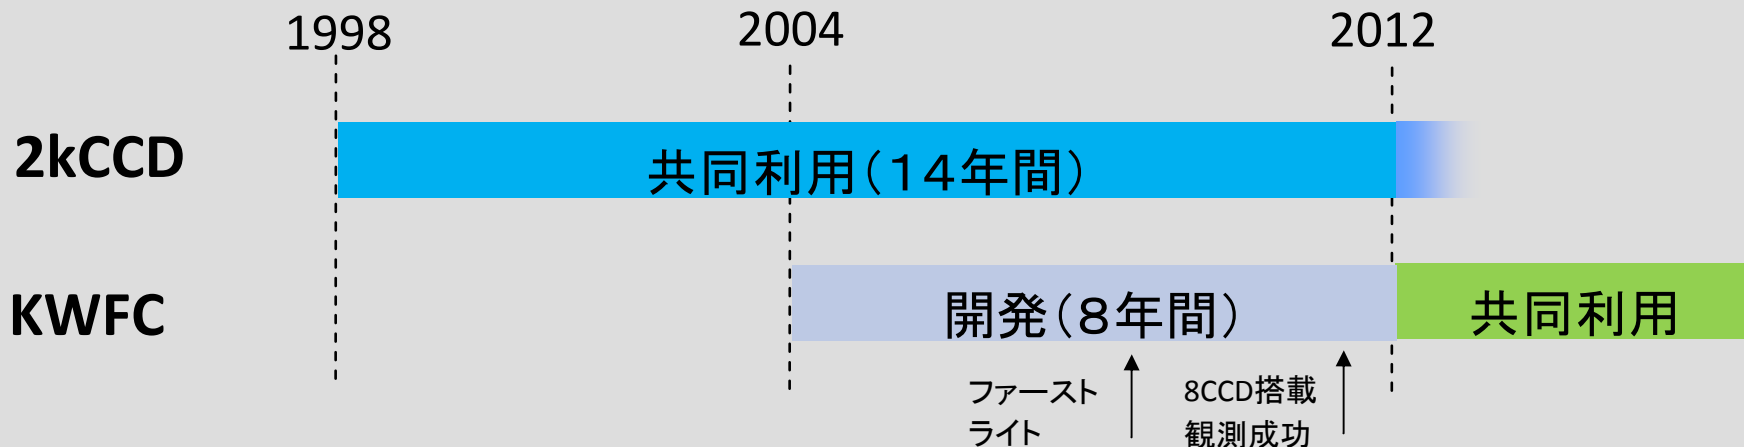 1998
2004
2012
2kCCD
共同利用(１４年間)
KWFC
開発(８年間)
共同利用
ファースト
ライト
8CCD搭載
観測成功